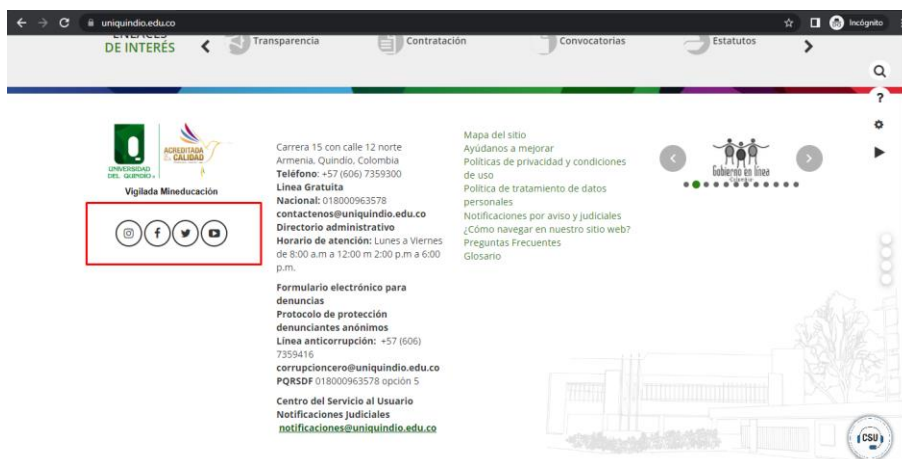 uniquindio.edu.co
Incógnito
ENLACES
DE INTERÉS
Transparencia
Contratación
Convocatorias
Estatutos
UNIVERSIDAD
DEL QUINDÍO
ACREDITADA
CALIDAD
Vigilada Mineducación
Carrera 15 con calle 12 norte
Armenia, Quindío, Colombia
Teléfono: +57 (606) 7359300
Linea Gratuita
Nacional: 018000963578
contactenos@uniquindio.edu.co
Directorio administrativo
Horario de atención: Lunes a Viernes
de 8:00 a.m a 12:00 m 2:00 p.m a 6:00
p.m.
Formulario electrónico para
denuncias
Protocolo de protección
denunciantes anónimos
Línea anticorrupción: +57 (606)
7359416
corrupcioncero@uniquindio.edu.co
PQRSDF 018000963578 opción 5
Centro del Servicio al Usuario
Notificaciones Judiciales
notificaciones@uniquindio.edu.co
Mapa del sitio
Ayúdanos a mejorar
Políticas de privacidad y condiciones
de uso
Política de tratamiento de datos
personales
Notificaciones por aviso y judiciales
¿Cómo navegar en nuestro sitio web?
Preguntas Frecuentes
Glosario
Gobierno en línea
?
CSU